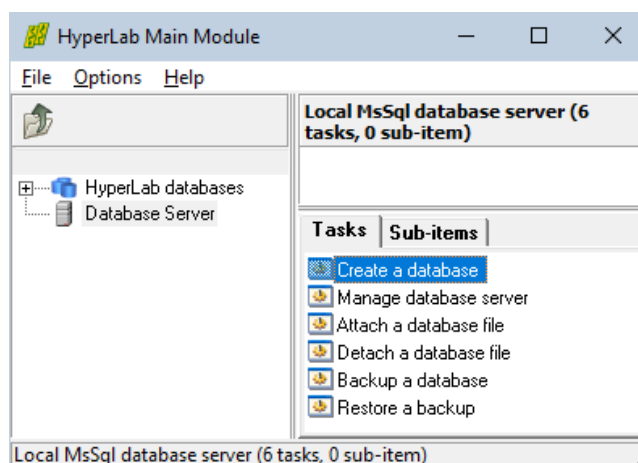 HyperLab Main Module
File Options Help
Local MsSql database server (6
tasks, 0 sub-item)
HyperLab databases
Database Server
Tasks Sub-items
Create a database
Manage database server
Attach a database file
Detach a database file
Backup a database
Restore a backup
Local MsSql database server (6 tasks, 0 sub-item)